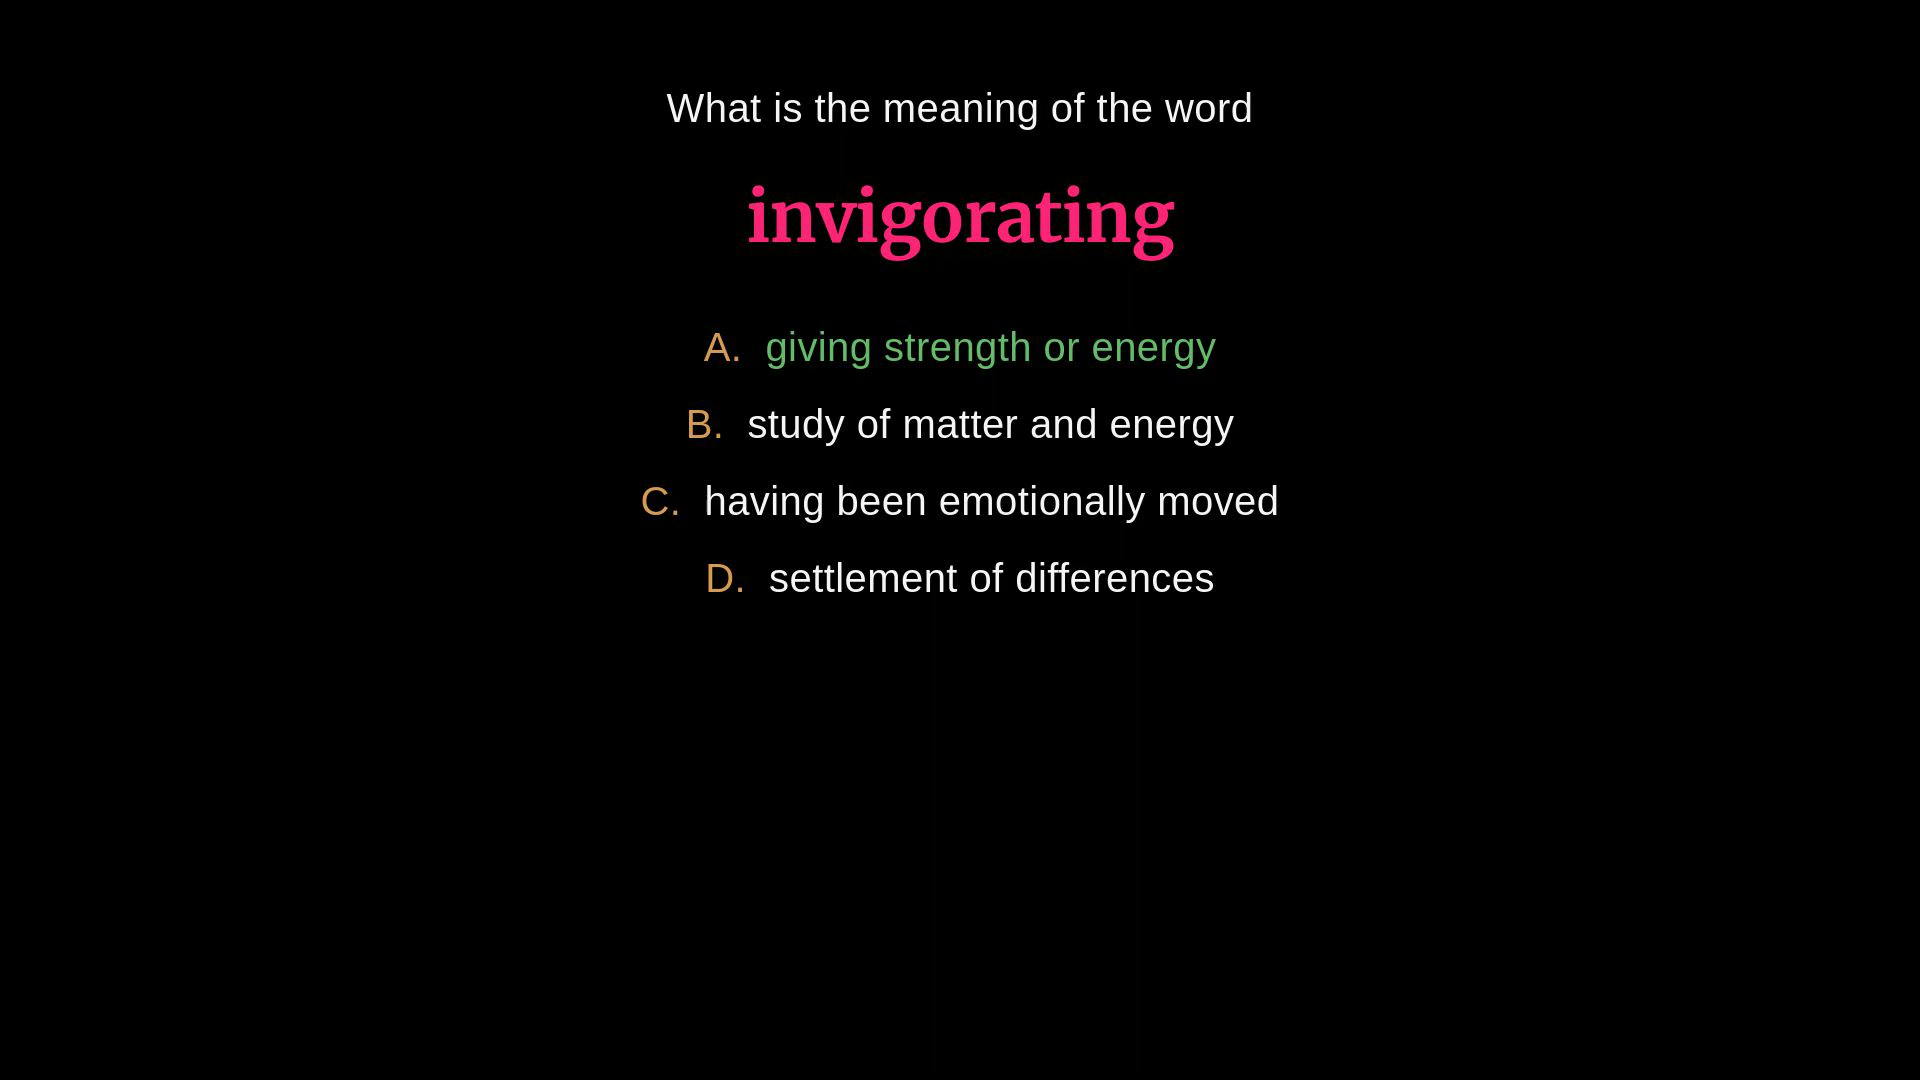 What is the meaning of the word
invigorating
A. giving strength or energy
B. study of matter and energy
C. having been emotionally moved
D. settlement of differences